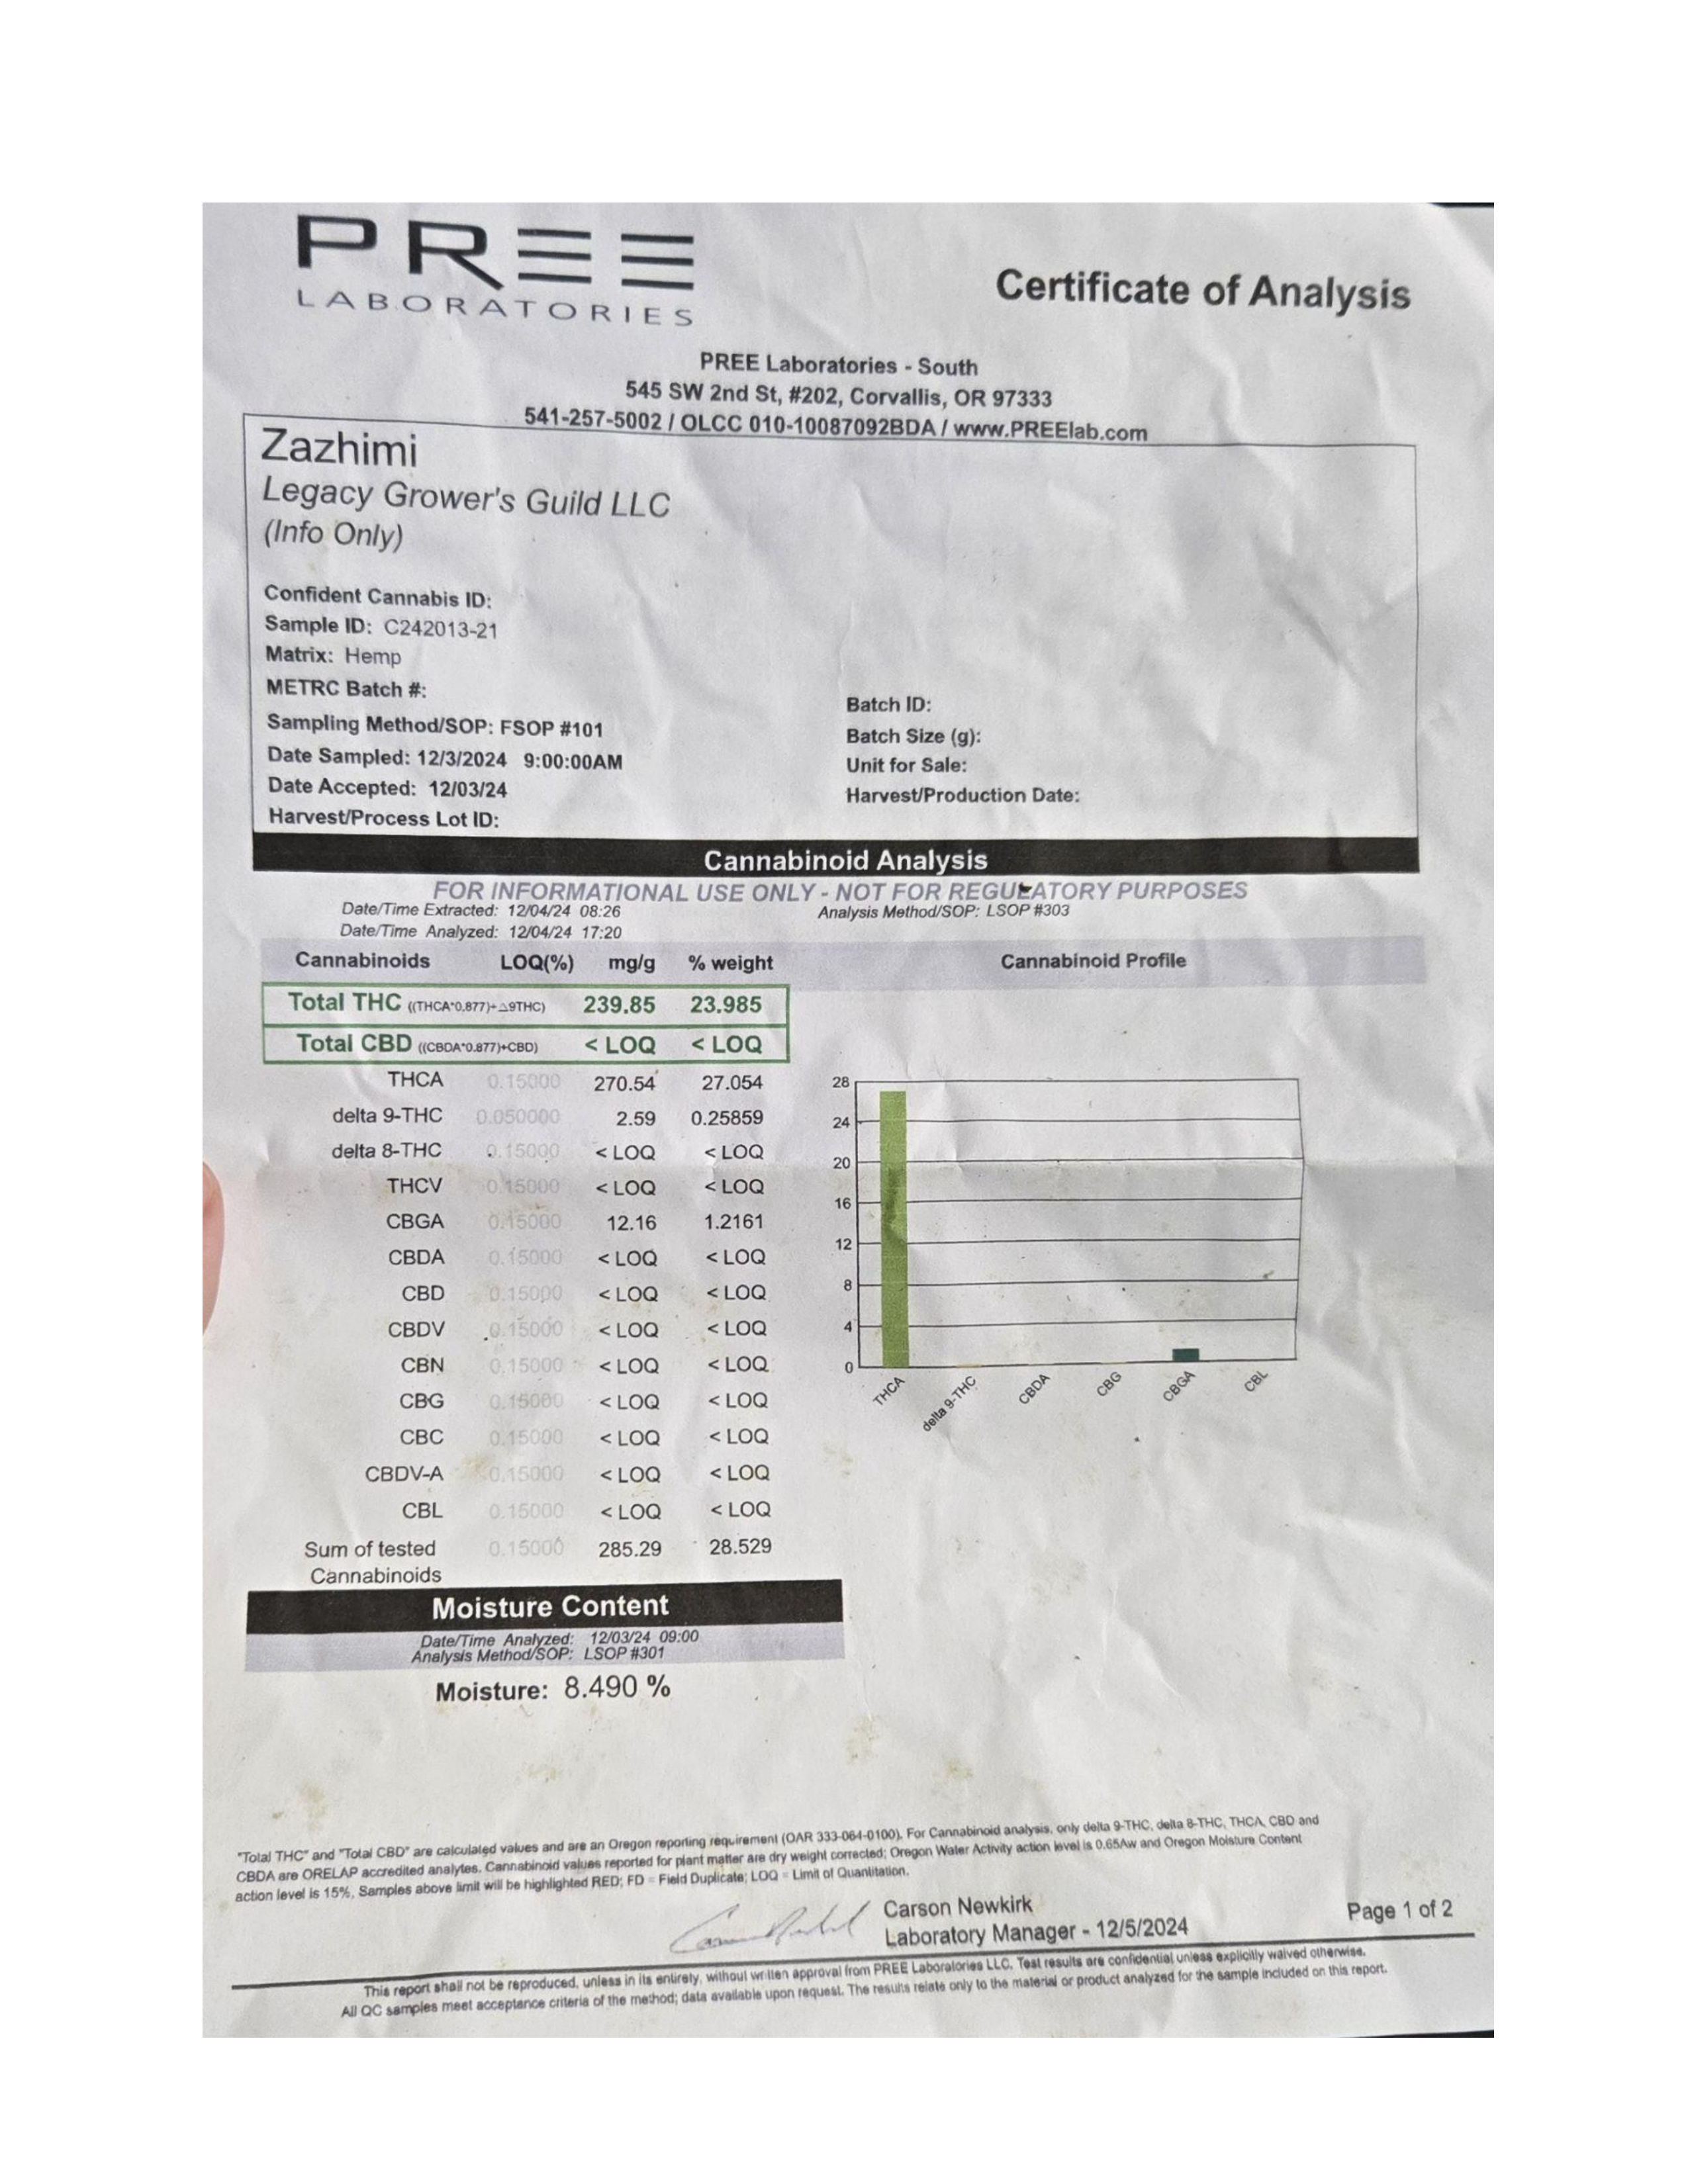 PREE
LABORATORIES
Certificate of Analysis
PREE Laboratories - South
545 SW 2nd St, #202, Corvallis, OR 97333
541-257-5002 / OLCC 010-10087092BDA / www.PREElab.com
Zazhimi
Legacy Grower's Guild LLC
(Info Only)
Confident Cannabis ID:
Sample ID: C242013-21
Matrix: Hemp
METRC Batch #:
Sampling Method/SOP: FSOP #101
Date Sampled: 12/3/2024 9:00:00AM
Date Accepted: 12/03/24
Harvest/Process Lot ID:
Batch ID:
Batch Size (g):
Unit for Sale:
Harvest/Production Date:
Cannabinoid Analysis
FOR INFORMATIONAL USE ONLY - NOT FOR REGULATORY PURPOSES
Date/Time Extracted: 12/04/24 08:26 Analysis Method/SOP: LSOP #303
Date/Time Analyzed: 12/04/24 17:20
Cannabinoids LOQ(%) mg/g % weight
Total THC ((THCA*0.877)+△9THC) 239.85 23.985
Total CBD ((CBDA*0.877)+CBD) < LOQ < LOQ
THCA 0.15000 270.54 27.054
delta 9-THC 0.050000 2.59 0.25859
delta 8-THC 0.15000 < LOQ < LOQ
THCV 0.15000 < LOQ < LOQ
CBGA 0.15000 12.16 1.2161
CBDA 0.15000 < LOQ < LOQ
CBD 0.15000 < LOQ < LOQ
CBDV 0.15000 < LOQ < LOQ
CBN 0.15000 < LOQ < LOQ
CBG 0.15000 < LOQ < LOQ
CBC 0.15000 < LOQ < LOQ
CBDV-A 0.15000 < LOQ < LOQ
CBL 0.15000 < LOQ < LOQ
Sum of tested 0.15000 285.29 28.529
Cannabinoids
Cannabinoid Profile
28
24
20
16
12
8
4
0
THCA delta 9-THC CBDA CBG CBGA CBL
Moisture Content
Date/Time Analyzed: 12/03/24 09:00
Analysis Method/SOP: LSOP #301
Moisture: 8.490 %
"Total THC" and "Total CBD" are calculated values and are an Oregon reporting requirement (OAR 333-064-0100). For Cannabinoid analysis, only delta 9-THC, delta 8-THC, THCA, CBD and
CBDA are ORELAP accredited analytes. Cannabinoid values reported for plant matter are dry weight corrected; Oregon Water Activity action level is 0.65Aw and Oregon Moisture Content
action level is 15%, Samples above limit will be highlighted RED; FD = Field Duplicate; LOQ = Limit of Quantitation.
Carson Newkirk
Laboratory Manager - 12/5/2024
Page 1 of 2
This report shall not be reproduced, unless in its entirety, without written approval from PREE Laboratories LLC. Test results are confidential unless explicitly waived otherwise.
All QC samples meet acceptance criteria of the method; data available upon request. The results relate only to the material or product analyzed for the sample included on this report.